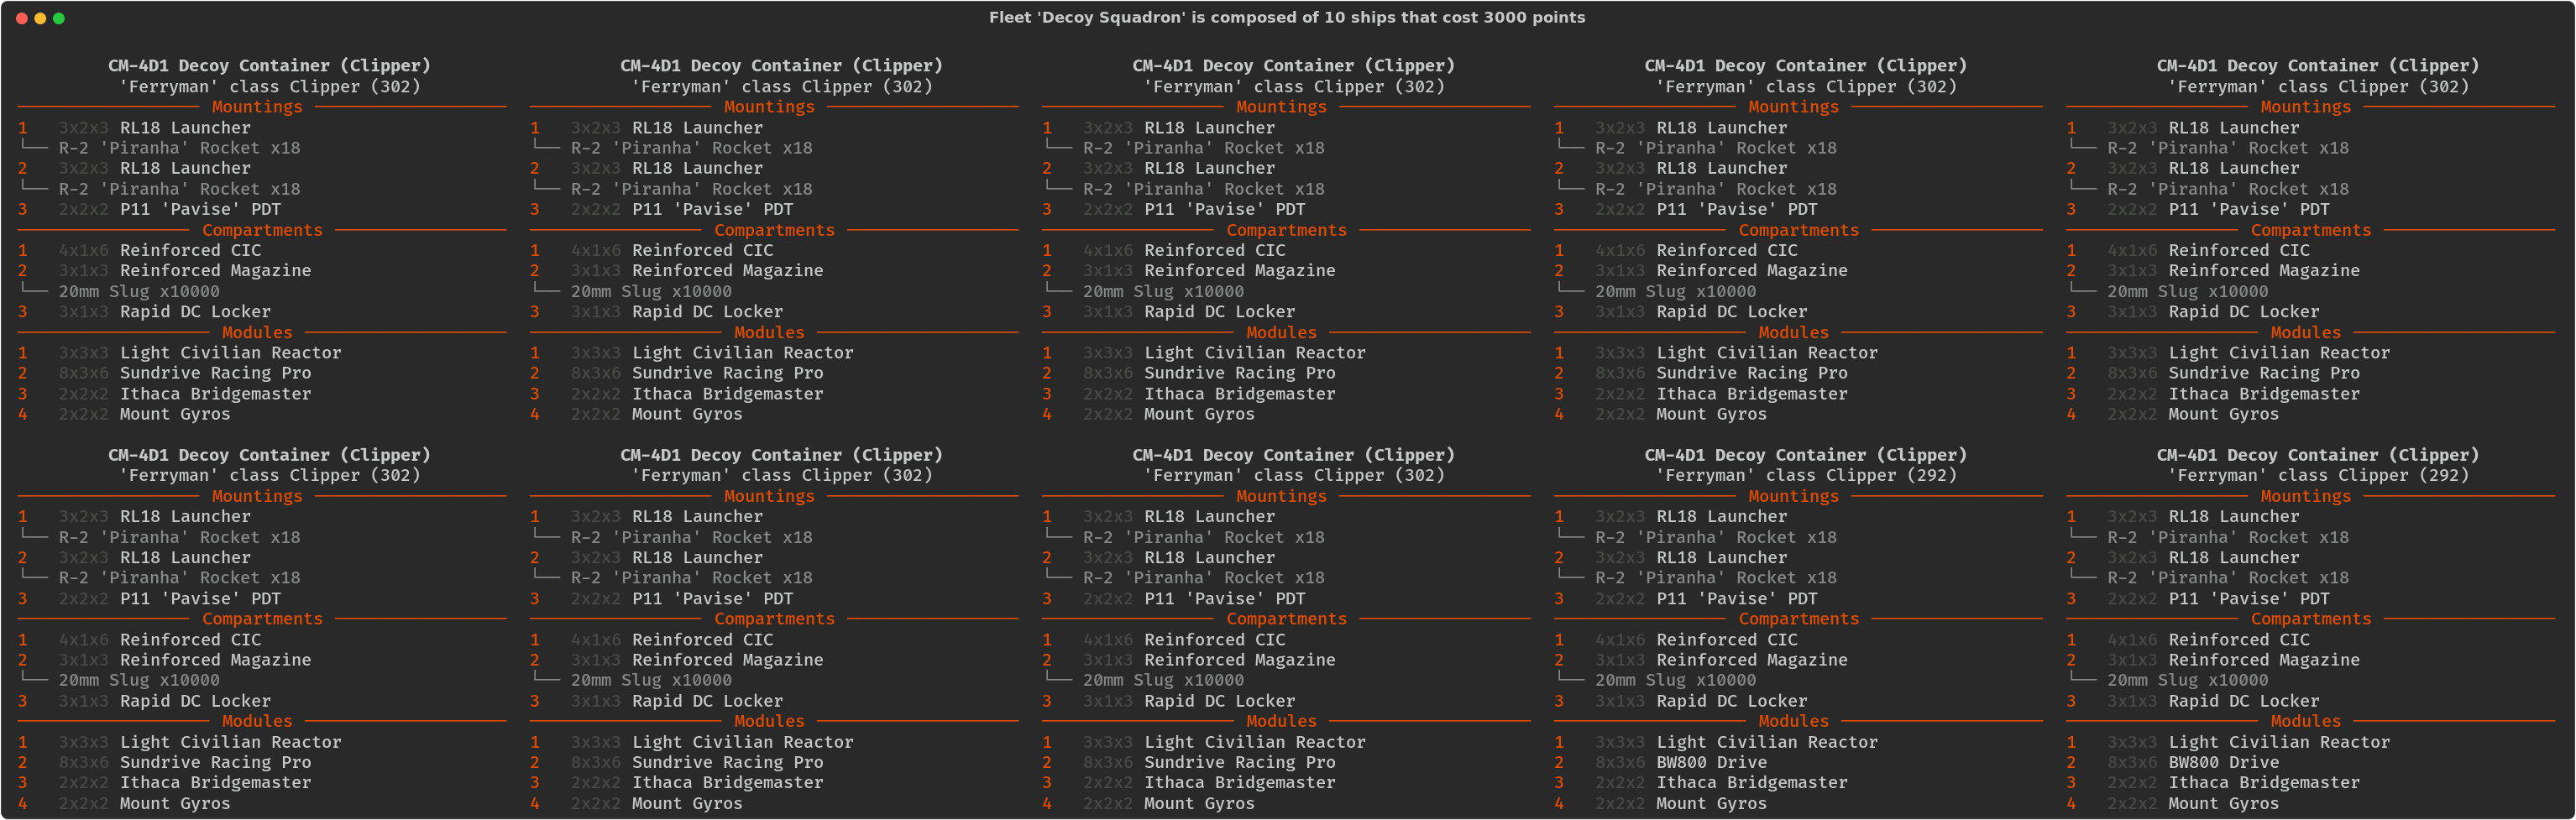 Fleet 'Decoy Squadron' is composed of 10 ships that cost 3000 points
CM-4D1 Decoy Container (Clipper)
'Ferryman' class Clipper (302)
Mountings
1 3x2x3 RL18 Launcher
R-2 'Piranha' Rocket x18
2 3x2x3 RL18 Launcher
R-2 'Piranha' Rocket x18
3 2x2x2 P11 'Pavise' PDT
Compartments
1 4x1x6 Reinforced CIC
2 3x1x3 Reinforced Magazine
20mm Slug x10000
3 3x1x3 Rapid DC Locker
Modules
1 3x3x3 Light Civilian Reactor
2 8x3x6 Sundrive Racing Pro
3 2x2x2 Ithaca Bridgemaster
4 2x2x2 Mount Gyros
CM-4D1 Decoy Container (Clipper)
'Ferryman' class Clipper (302)
Mountings
1 3x2x3 RL18 Launcher
R-2 'Piranha' Rocket x18
2 3x2x3 RL18 Launcher
R-2 'Piranha' Rocket x18
3 2x2x2 P11 'Pavise' PDT
Compartments
1 4x1x6 Reinforced CIC
2 3x1x3 Reinforced Magazine
20mm Slug x10000
3 3x1x3 Rapid DC Locker
Modules
1 3x3x3 Light Civilian Reactor
2 8x3x6 Sundrive Racing Pro
3 2x2x2 Ithaca Bridgemaster
4 2x2x2 Mount Gyros
CM-4D1 Decoy Container (Clipper)
'Ferryman' class Clipper (302)
Mountings
1 3x2x3 RL18 Launcher
R-2 'Piranha' Rocket x18
2 3x2x3 RL18 Launcher
R-2 'Piranha' Rocket x18
3 2x2x2 P11 'Pavise' PDT
Compartments
1 4x1x6 Reinforced CIC
2 3x1x3 Reinforced Magazine
20mm Slug x10000
3 3x1x3 Rapid DC Locker
Modules
1 3x3x3 Light Civilian Reactor
2 8x3x6 Sundrive Racing Pro
3 2x2x2 Ithaca Bridgemaster
4 2x2x2 Mount Gyros
CM-4D1 Decoy Container (Clipper)
'Ferryman' class Clipper (302)
Mountings
1 3x2x3 RL18 Launcher
R-2 'Piranha' Rocket x18
2 3x2x3 RL18 Launcher
R-2 'Piranha' Rocket x18
3 2x2x2 P11 'Pavise' PDT
Compartments
1 4x1x6 Reinforced CIC
2 3x1x3 Reinforced Magazine
20mm Slug x10000
3 3x1x3 Rapid DC Locker
Modules
1 3x3x3 Light Civilian Reactor
2 8x3x6 Sundrive Racing Pro
3 2x2x2 Ithaca Bridgemaster
4 2x2x2 Mount Gyros
CM-4D1 Decoy Container (Clipper)
'Ferryman' class Clipper (302)
Mountings
1 3x2x3 RL18 Launcher
R-2 'Piranha' Rocket x18
2 3x2x3 RL18 Launcher
R-2 'Piranha' Rocket x18
3 2x2x2 P11 'Pavise' PDT
Compartments
1 4x1x6 Reinforced CIC
2 3x1x3 Reinforced Magazine
20mm Slug x10000
3 3x1x3 Rapid DC Locker
Modules
1 3x3x3 Light Civilian Reactor
2 8x3x6 Sundrive Racing Pro
3 2x2x2 Ithaca Bridgemaster
4 2x2x2 Mount Gyros
CM-4D1 Decoy Container (Clipper)
'Ferryman' class Clipper (302)
Mountings
1 3x2x3 RL18 Launcher
R-2 'Piranha' Rocket x18
2 3x2x3 RL18 Launcher
R-2 'Piranha' Rocket x18
3 2x2x2 P11 'Pavise' PDT
Compartments
1 4x1x6 Reinforced CIC
2 3x1x3 Reinforced Magazine
20mm Slug x10000
3 3x1x3 Rapid DC Locker
Modules
1 3x3x3 Light Civilian Reactor
2 8x3x6 Sundrive Racing Pro
3 2x2x2 Ithaca Bridgemaster
4 2x2x2 Mount Gyros
CM-4D1 Decoy Container (Clipper)
'Ferryman' class Clipper (302)
Mountings
1 3x2x3 RL18 Launcher
R-2 'Piranha' Rocket x18
2 3x2x3 RL18 Launcher
R-2 'Piranha' Rocket x18
3 2x2x2 P11 'Pavise' PDT
Compartments
1 4x1x6 Reinforced CIC
2 3x1x3 Reinforced Magazine
20mm Slug x10000
3 3x1x3 Rapid DC Locker
Modules
1 3x3x3 Light Civilian Reactor
2 8x3x6 Sundrive Racing Pro
3 2x2x2 Ithaca Bridgemaster
4 2x2x2 Mount Gyros
CM-4D1 Decoy Container (Clipper)
'Ferryman' class Clipper (302)
Mountings
1 3x2x3 RL18 Launcher
R-2 'Piranha' Rocket x18
2 3x2x3 RL18 Launcher
R-2 'Piranha' Rocket x18
3 2x2x2 P11 'Pavise' PDT
Compartments
1 4x1x6 Reinforced CIC
2 3x1x3 Reinforced Magazine
20mm Slug x10000
3 3x1x3 Rapid DC Locker
Modules
1 3x3x3 Light Civilian Reactor
2 8x3x6 Sundrive Racing Pro
3 2x2x2 Ithaca Bridgemaster
4 2x2x2 Mount Gyros
CM-4D1 Decoy Container (Clipper)
'Ferryman' class Clipper (292)
Mountings
1 3x2x3 RL18 Launcher
R-2 'Piranha' Rocket x18
2 3x2x3 RL18 Launcher
R-2 'Piranha' Rocket x18
3 2x2x2 P11 'Pavise' PDT
Compartments
1 4x1x6 Reinforced CIC
2 3x1x3 Reinforced Magazine
20mm Slug x10000
3 3x1x3 Rapid DC Locker
Modules
1 3x3x3 Light Civilian Reactor
2 8x3x6 BW800 Drive
3 2x2x2 Ithaca Bridgemaster
4 2x2x2 Mount Gyros
CM-4D1 Decoy Container (Clipper)
'Ferryman' class Clipper (292)
Mountings
1 3x2x3 RL18 Launcher
R-2 'Piranha' Rocket x18
2 3x2x3 RL18 Launcher
R-2 'Piranha' Rocket x18
3 2x2x2 P11 'Pavise' PDT
Compartments
1 4x1x6 Reinforced CIC
2 3x1x3 Reinforced Magazine
20mm Slug x10000
3 3x1x3 Rapid DC Locker
Modules
1 3x3x3 Light Civilian Reactor
2 8x3x6 BW800 Drive
3 2x2x2 Ithaca Bridgemaster
4 2x2x2 Mount Gyros